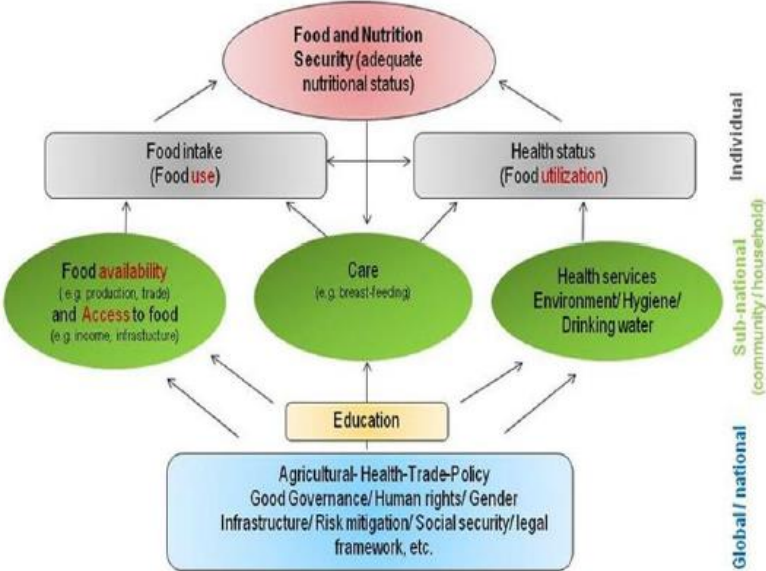 Food and Nutrition
Security (adequate
nutritional status)
Food intake
(Food use)
Health status
(Food utilization)
Food availability
( e.g. production, trade)
and Access to food
(e.g. income, infrastucture)
Care
(e.g. breast-feeding)
Health services
Environment/ Hygiene/
Drinking water
Education
Agricultural- Health-Trade-Policy
Good Governance/ Human rights/ Gender
Infrastructure/ Risk mitigation/ Social security/ legal
framework, etc.
Individual
Sub-national
(community / household)
Global / national